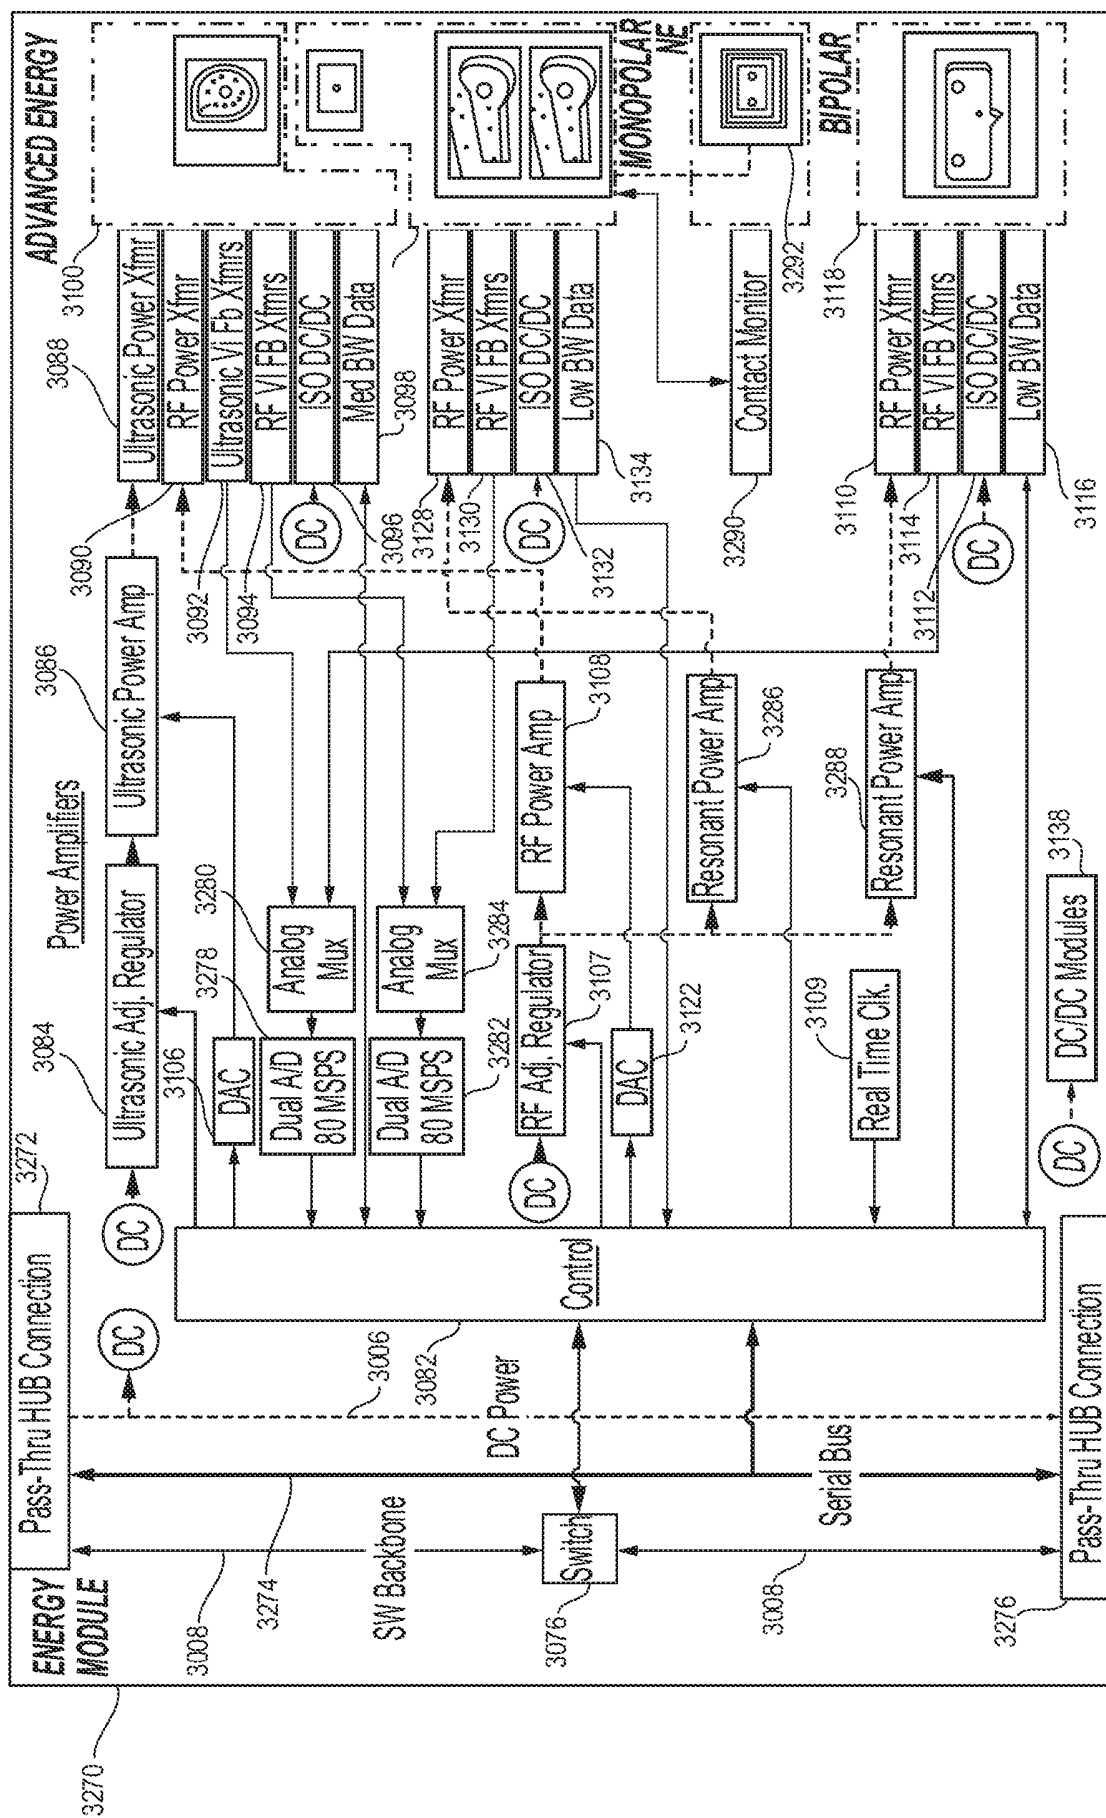 3270
ENERGY
MODULE
3272
Pass-Thru HUB Connection
3008
3274
SW Backbone
3076
Switch
3008
Serial Bus
3276
Pass-Thru HUB Connection
DC
3006
DC Power
3082
Control
Power Amplifiers
3084
DC
Ultrasonic Adj. Regulator
3086
Ultrasonic Power Amp
3106
DAC
3278
Dual A/D
80 MSPS
3280
Analog
Mux
3282
Dual A/D
80 MSPS
3284
Analog
Mux
DC
RF Adj. Regulator
3107
RF Power Amp
3108
DAC
3122
Resonant Power Amp
3286
3288
Resonant Power Amp
3109
Real Time Clk.
DC
DC/DC Modules
3138
ADVANCED ENERGY
3100
3088
Ultrasonic Power Xfmr
3090
RF Power Xfmr
3092
Ultrasonic VI Fb Xfmrs
3094
RF VI FB Xfmrs
DC
ISO DC/DC
3096
Med BW Data
3098
MONOPOLAR
3128
RF Power Xfmr
3130
RF VI FB Xfmrs
DC
ISO DC/DC
3132
Low BW Data
3134
NE
3290
Contact Monitor
3292
BIPOLAR
3118
3110
RF Power Xfmr
3114
RF VI FB Xfmrs
3112
DC
ISO DC/DC
Low BW Data
3116